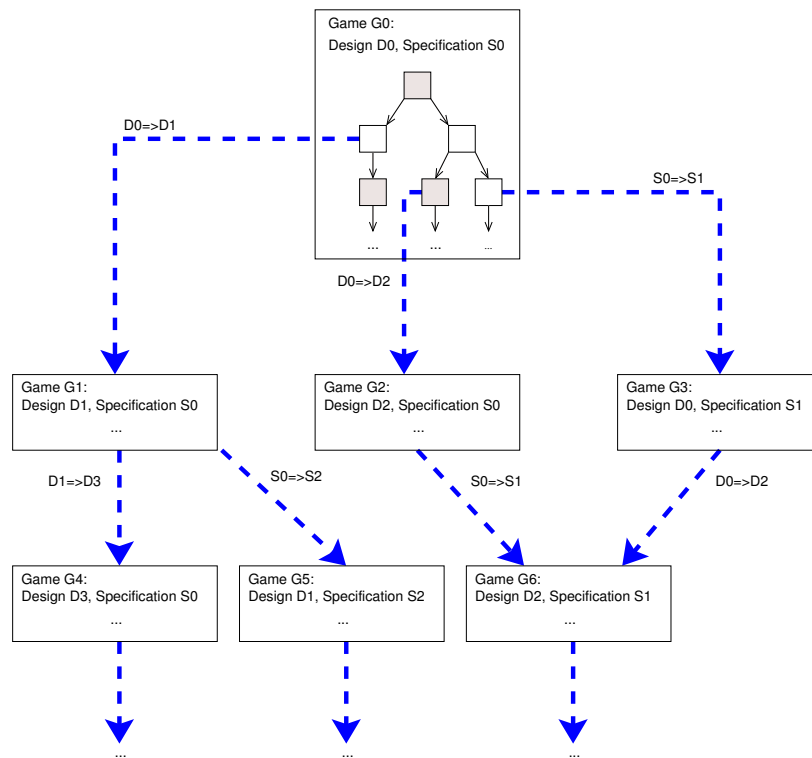 Game G0:
Design D0, Specification S0
D0=>D1
S0=>S1
... ... ...
D0=>D2
Game G1:
Design D1, Specification S0
...
Game G2:
Design D2, Specification S0
...
Game G3:
Design D0, Specification S1
...
D1=>D3
S0=>S2
S0=>S1
D0=>D2
Game G4:
Design D3, Specification S0
...
Game G5:
Design D1, Specification S2
...
Game G6:
Design D2, Specification S1
...
... ... ...